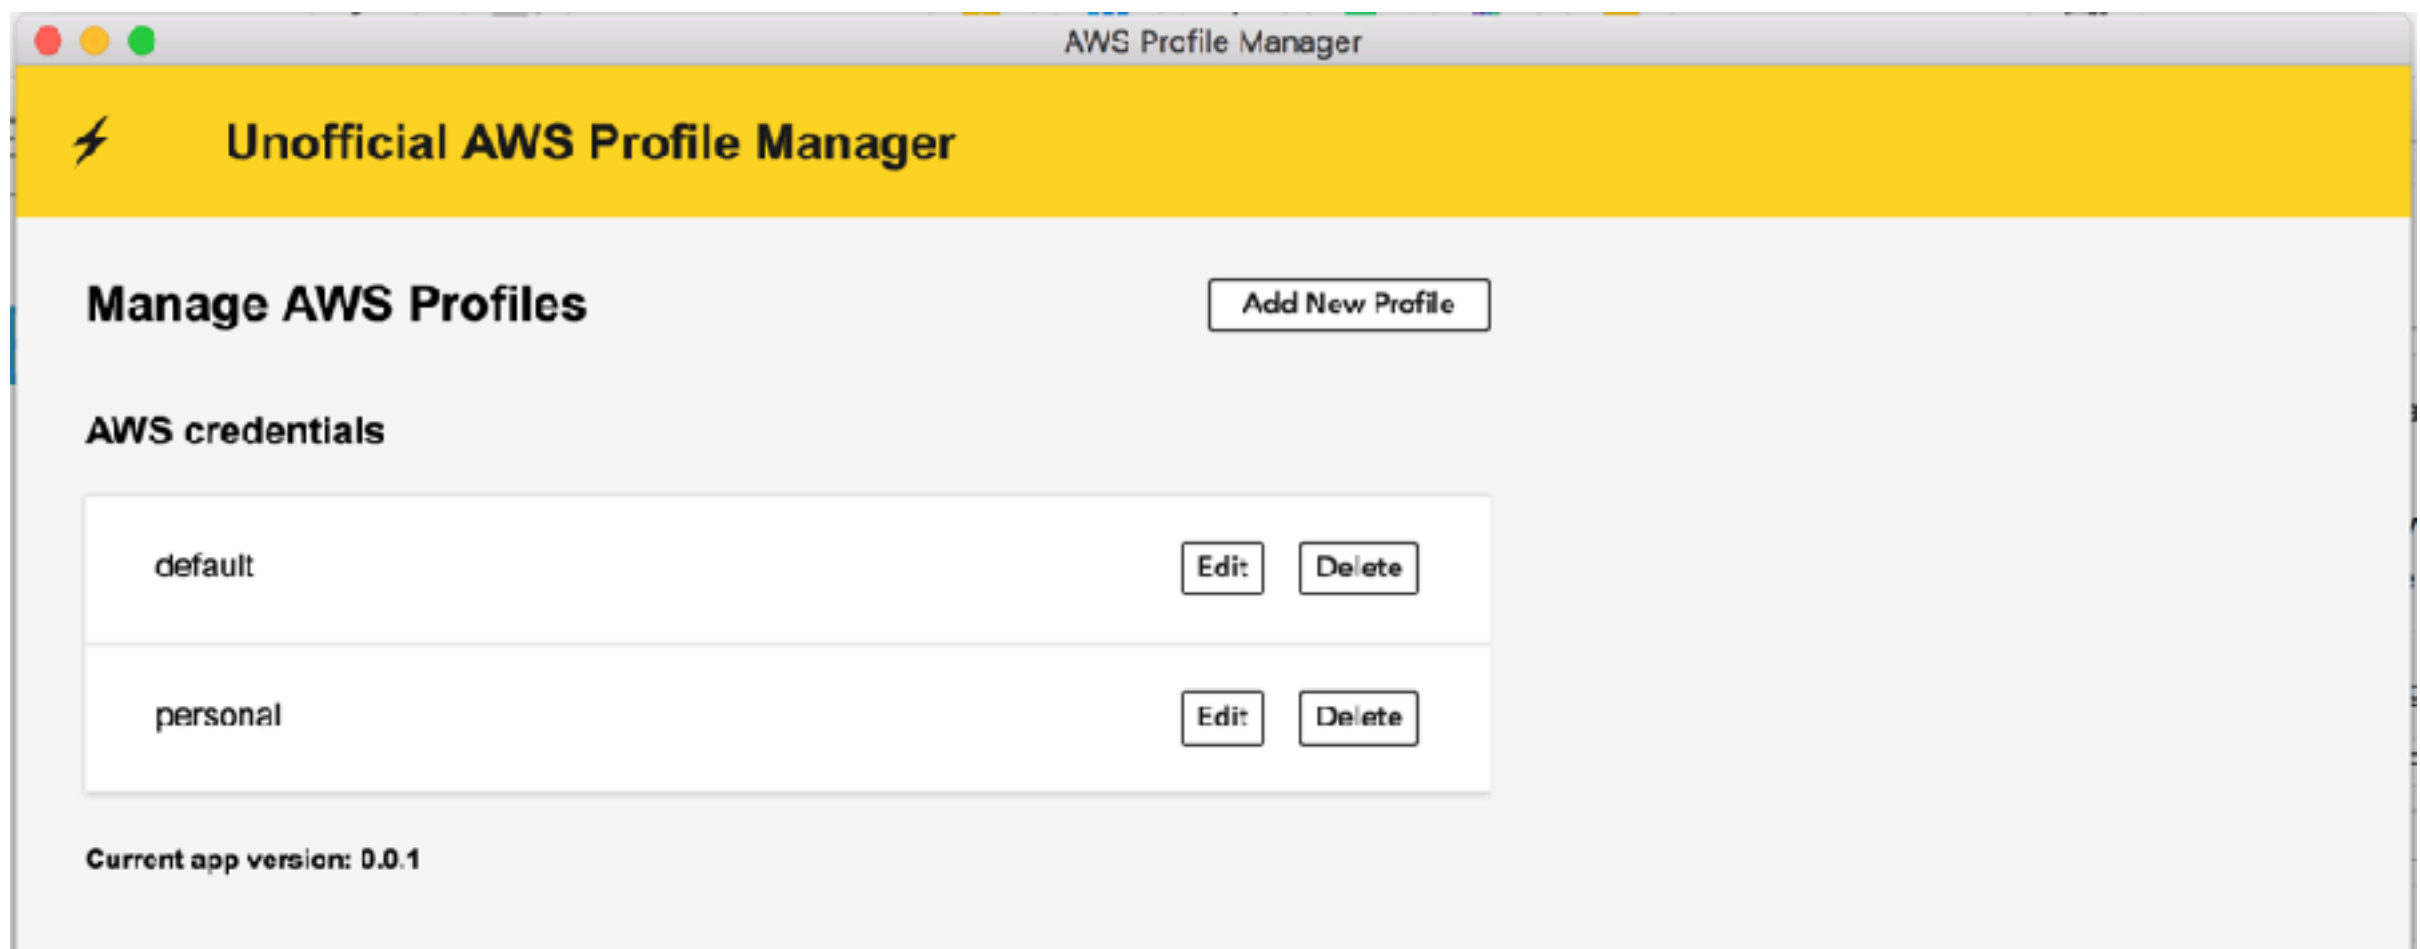 AWS Profile Manager
Unofficial AWS Profile Manager
Manage AWS Profiles
Add New Profile
AWS credentials
default
Edit
Delete
personal
Edit
Delete
Current app version: 0.0.1